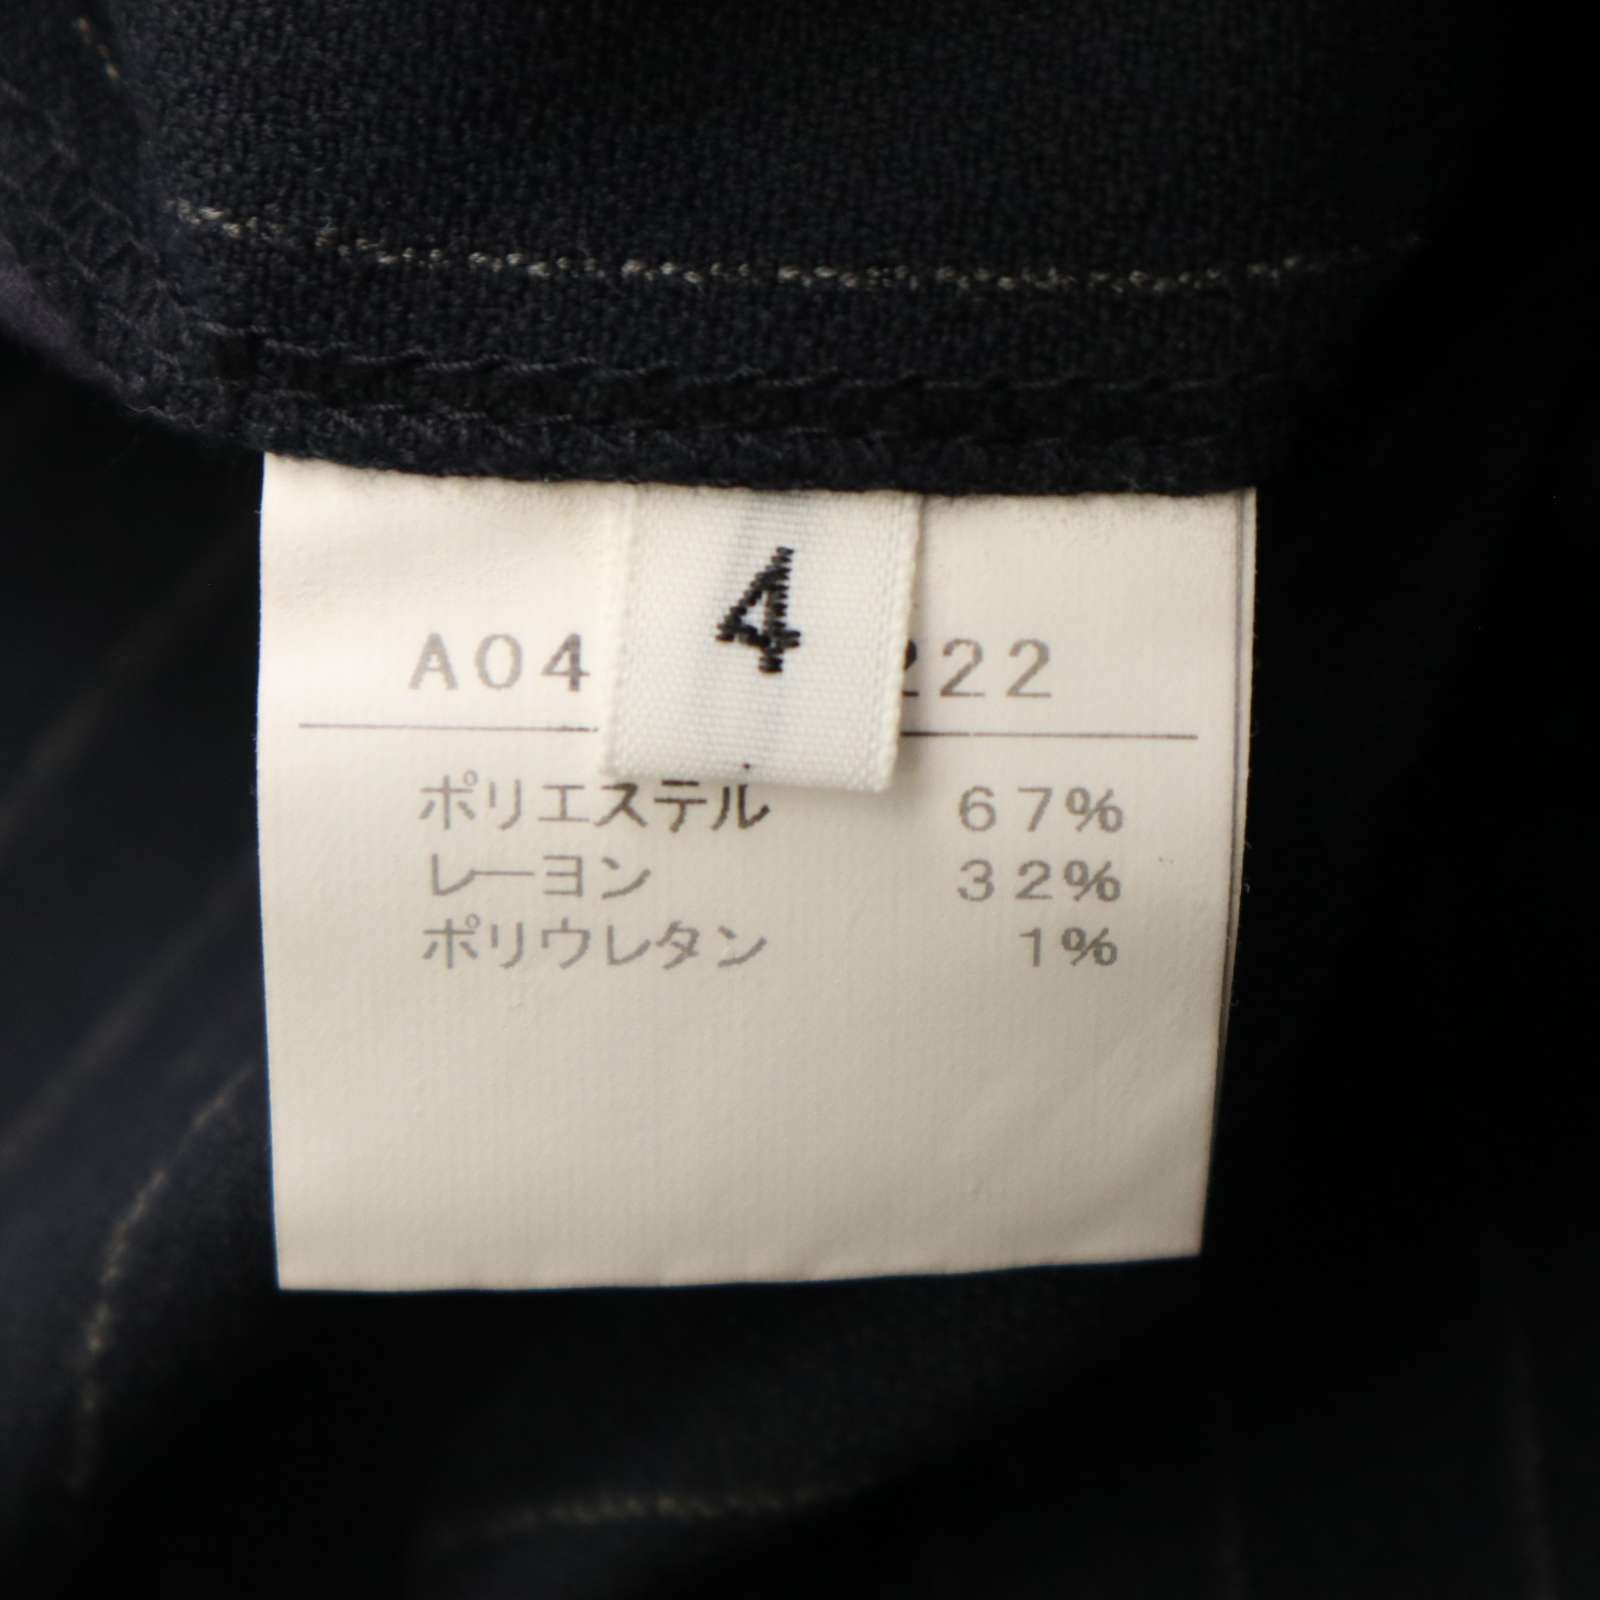 4
A04 222
ポリエステル 67%
レーヨン 32%
ポリウレタン 1%